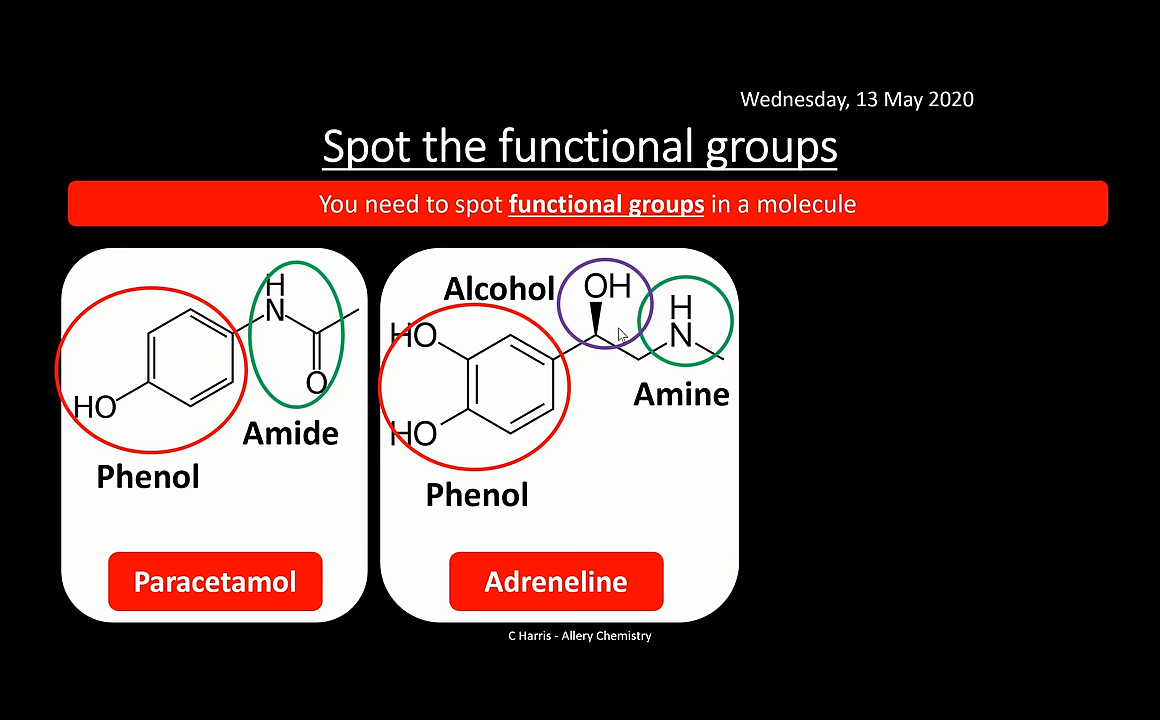 Wednesday, 13 May 2020
Spot the functional groups
You need to spot functional groups in a molecule
H
N
O
HO
Amide
Phenol
Paracetamol
Alcohol
OH
HO
H
N
HO
Amine
Phenol
Adreneline
C Harris - Allery Chemistry